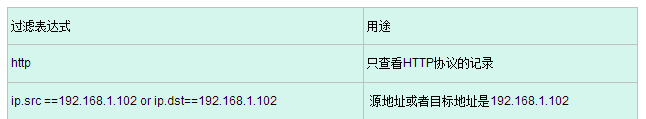 过滤表达式 用途
http 只查看HTTP协议的记录
ip.src ==192.168.1.102 or ip.dst==192.168.1.102 源地址或者目标地址是192.168.1.102